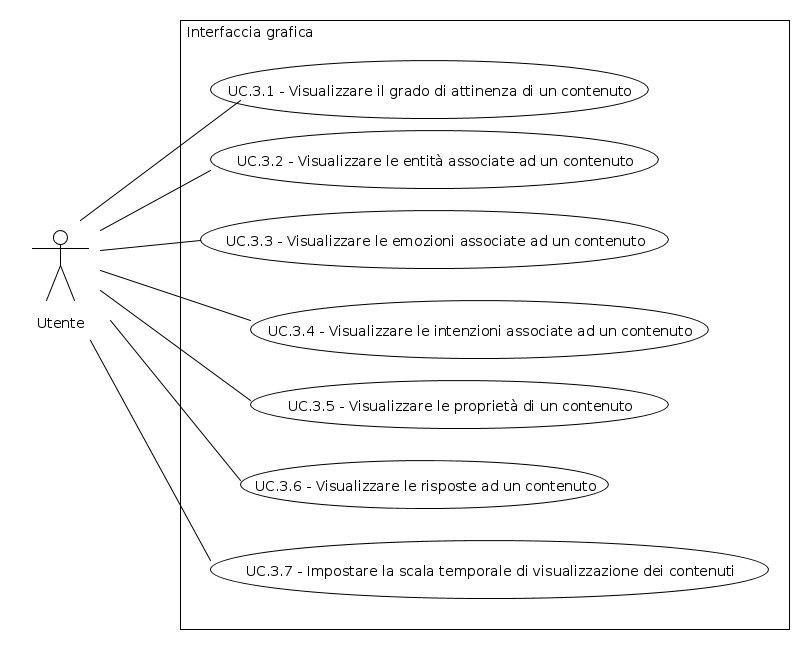 Interfaccia grafica
UC.3.1 - Visualizzare il grado di attinenza di un contenuto
UC.3.2 - Visualizzare le entità associate ad un contenuto
UC.3.3 - Visualizzare le emozioni associate ad un contenuto
Utente
UC.3.4 - Visualizzare le intenzioni associate ad un contenuto
UC.3.5 - Visualizzare le proprietà di un contenuto
UC.3.6 - Visualizzare le risposte ad un contenuto
UC.3.7 - Impostare la scala temporale di visualizzazione dei contenuti